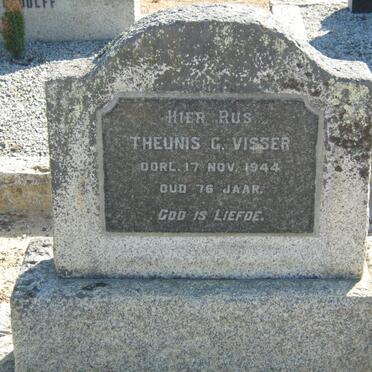 HIER RUS
THEUNIS G. VISSER
OORL. 17 NOV. 1944
OUD 76 JAAR.
GOD IS LIEFDE.